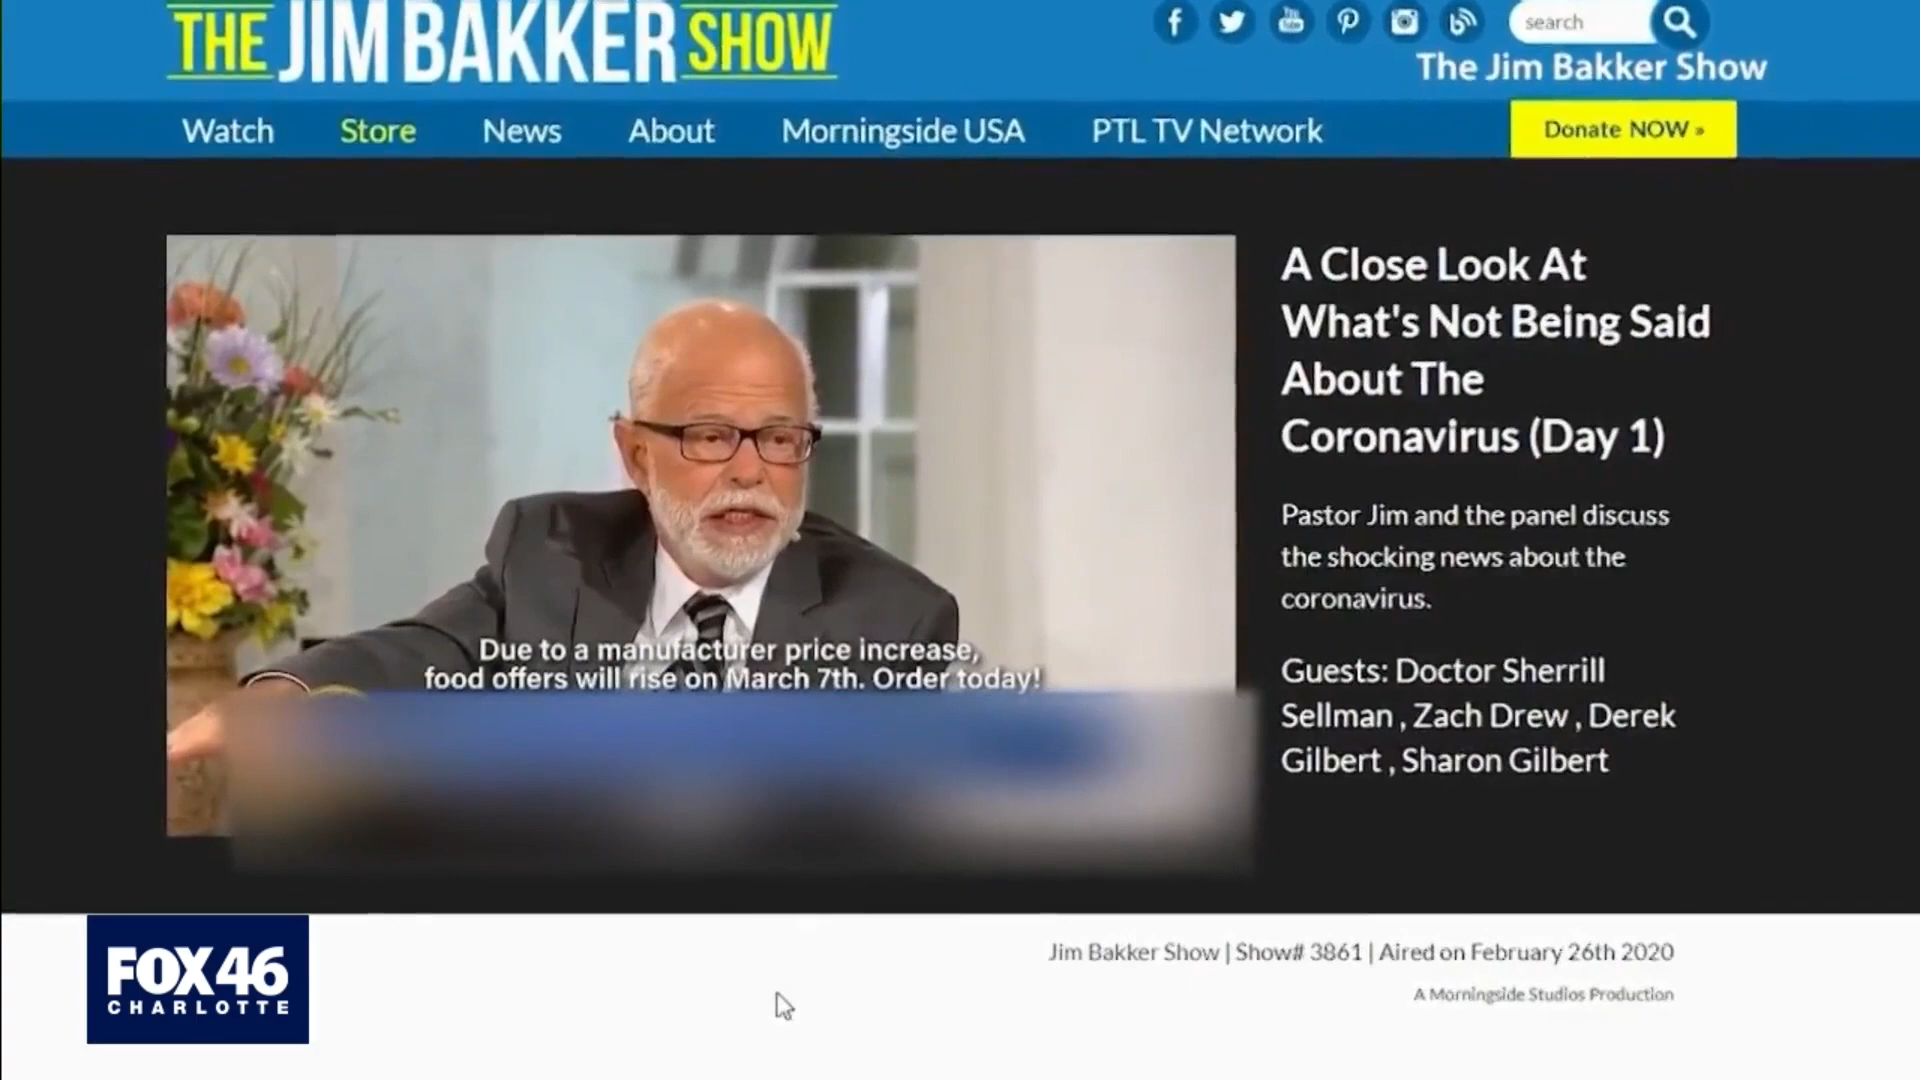 THE JIM BAKKER SHOW
search
The Jim Bakker Show
Watch
Store
News
About
Morningside USA
PTL TV Network
Donate NOW »
Due to a manufacturer price increase,
food offers will rise on March 7th. Order today!
A Close Look At
What's Not Being Said
About The
Coronavirus (Day 1)
Pastor Jim and the panel discuss
the shocking news about the
coronavirus.
Guests: Doctor Sherrill
Sellman , Zach Drew , Derek
Gilbert , Sharon Gilbert
Jim Bakker Show | Show# 3861 | Aired on February 26th 2020
A Morningside Studios Production
FOX 46
CHARLOTTE